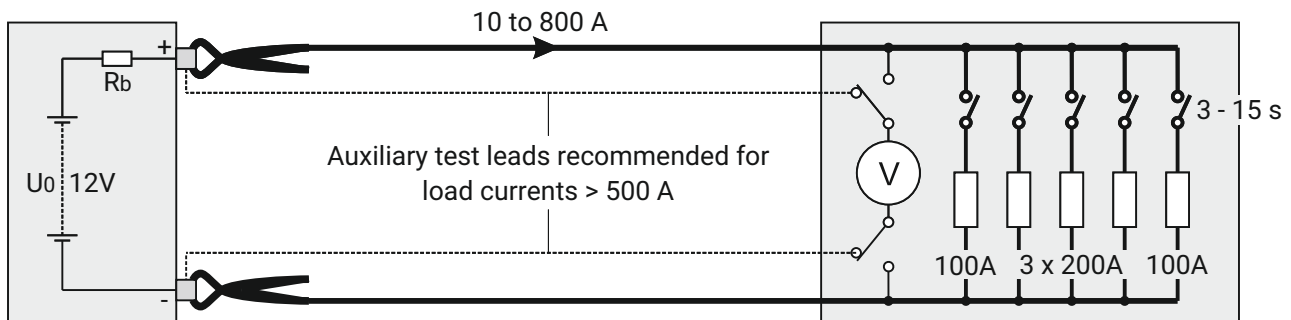 10 to 800 A
+
Rb
3 - 15 s
Auxiliary test leads recommended for
load currents > 500 A
V
U0 12V
100A 3 x 200A 100A
-